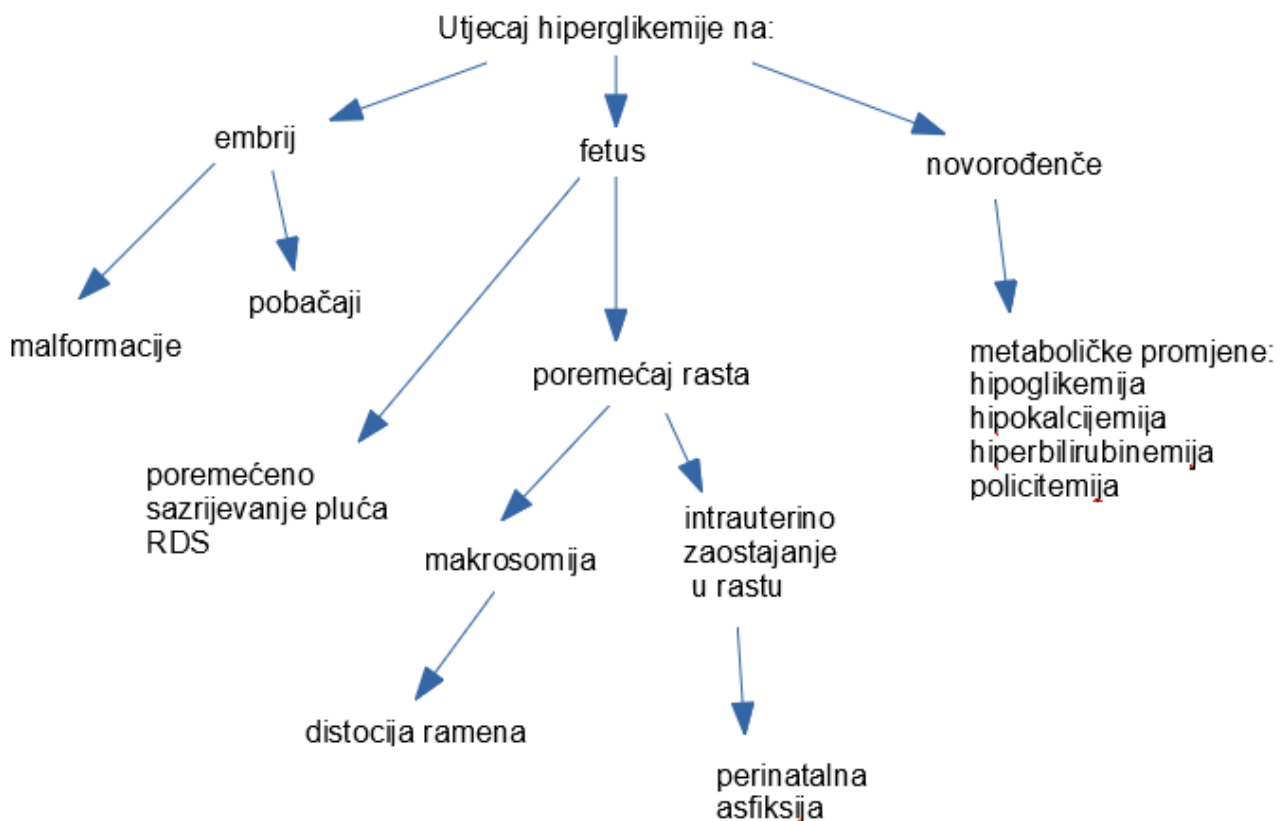 Utjecaj hiperglikemije na:
embrij
fetus
novorođenče
malformacije
pobačaji
poremećaj rasta
metaboličke promjene:
hipoglikemija
hipokalcijemija
hiperbilirubinemija
policitemija
poremećeno
sazrijevanje pluća
RDS
makrosomija
intrauterino
zaostajanje
u rastu
distocija ramena
perinatalna
asfiksija